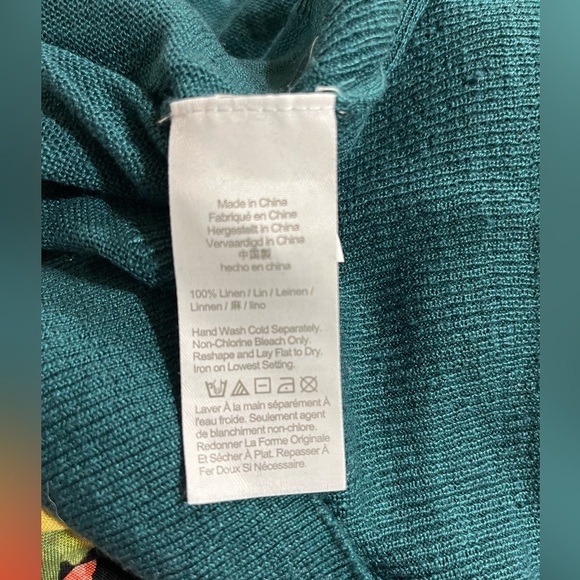 Made in China
Fabriqué en Chine
Hergestellt in China
Vervaardigd in China
中国製
hecho en china
100% Linen / Lin / Leinen /
Linnen / 麻 / lino
Hand Wash Cold Separately.
Non-Chlorine Bleach Only.
Reshape and Lay Flat to Dry.
Iron on Lowest Setting.
Laver À la main séparément À
l'eau froide. Seulement agent
de blanchiment non-chlore.
Redonner La Forme Originale
Et Sécher À Plat. Repasser À
Fer Doux Si Nécessaire.